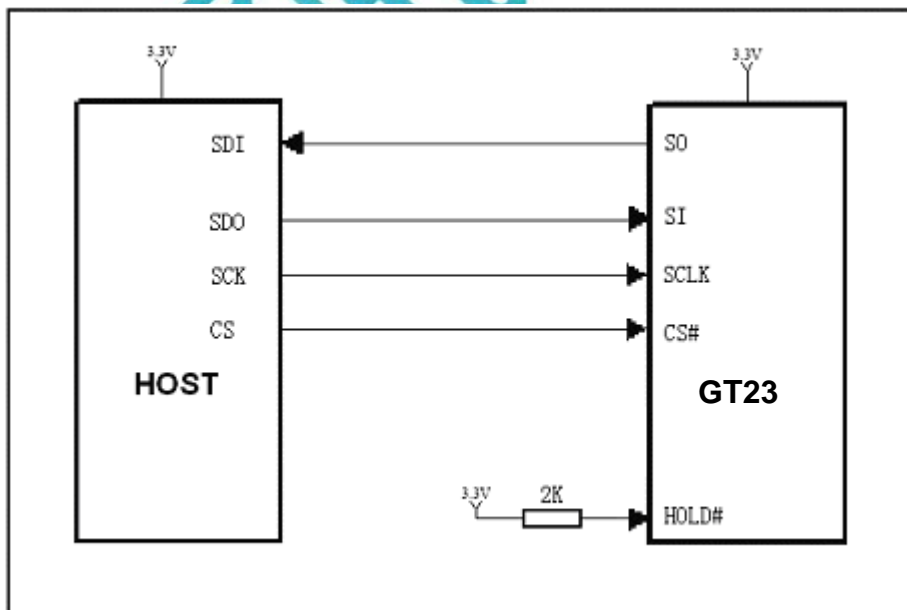 3.3V
3.3V
SDI
SO
SDO
SI
SCK
SCLK
CS
CS#
HOST
GT23
3.3V
2K
HOLD#